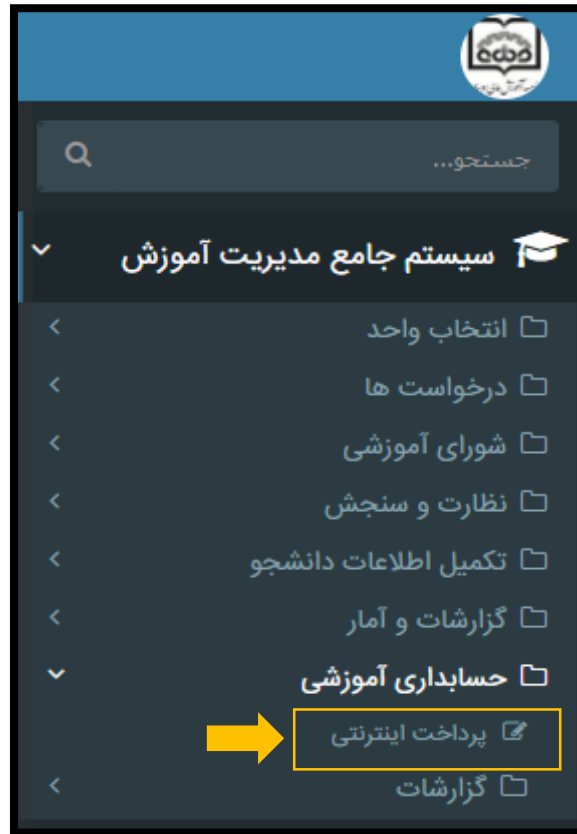 جستجو...
سیستم جامع مدیریت آموزش
انتخاب واحد
درخواست ها
شورای آموزشی
نظارت و سنجش
تکمیل اطلاعات دانشجو
گزارشات و آمار
حسابداری آموزشی
پرداخت اینترنتی
گزارشات